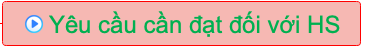 Yêu cầu cần đạt đối với HS